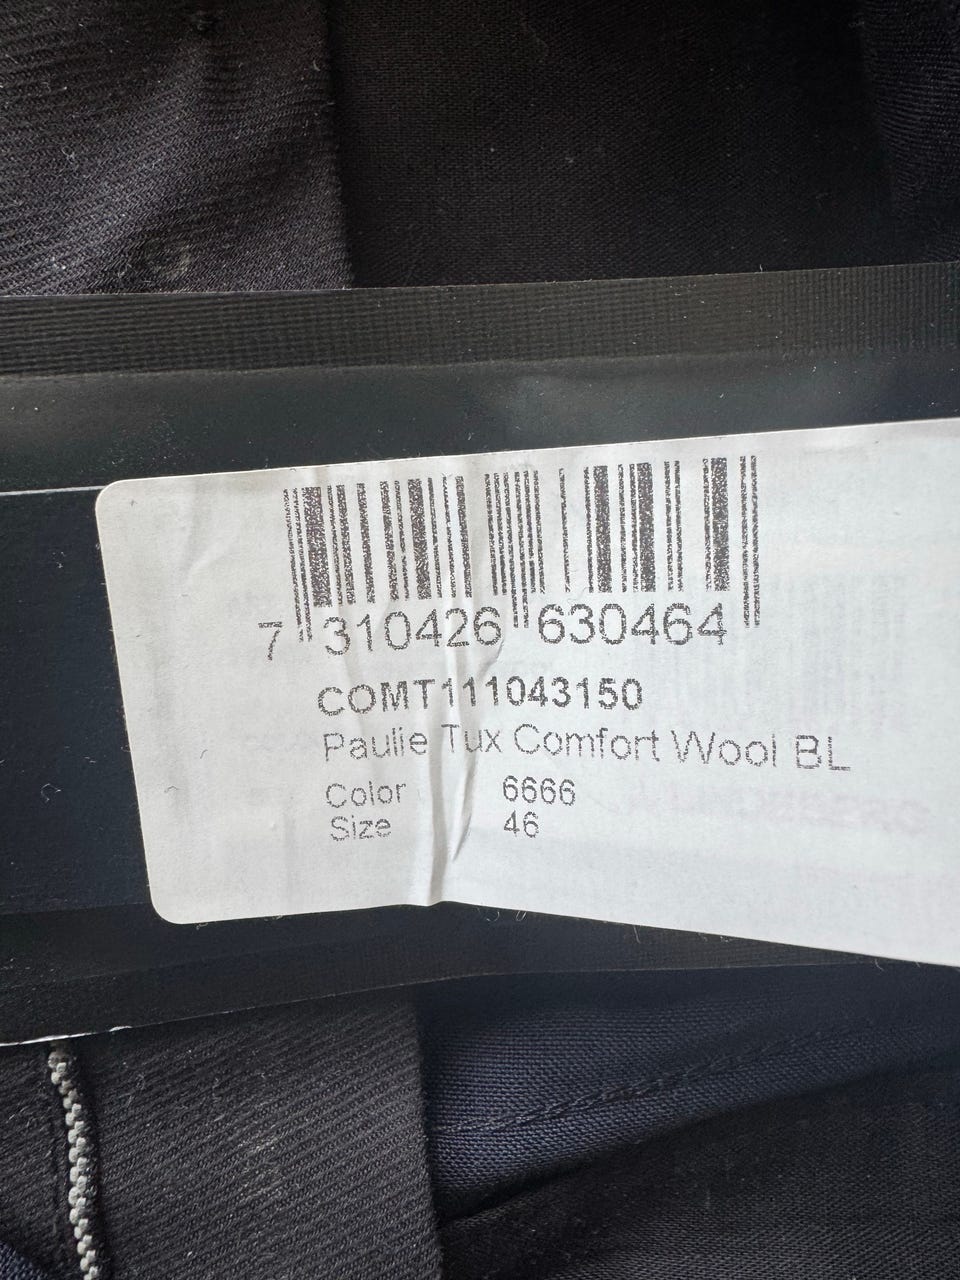 7 310426 630464
COMT111043150
Paulie Tux Comfort Wool BL
Color 6666
Size 46